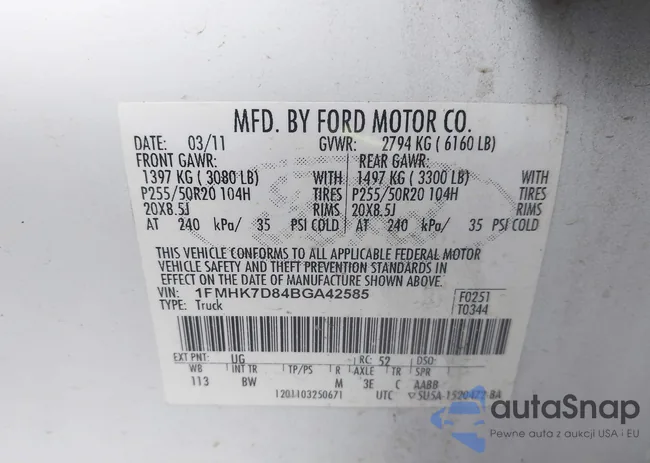 MFD. BY FORD MOTOR CO.
DATE: 03/11 GVWR: 2794 KG ( 6160 LB)
FRONT GAWR: REAR GAWR:
1397 KG ( 3080 LB) WITH 1497 KG ( 3300 LB) WITH
P255/50R20 104H TIRES P255/50R20 104H TIRES
20X8.5J RIMS 20X8.5J RIMS
AT 240 kPa/ 35 PSI COLD AT 240 kPa/ 35 PSI COLD
THIS VEHICLE CONFORMS TO ALL APPLICABLE FEDERAL MOTOR
VEHICLE SAFETY AND THEFT PREVENTION STANDARDS IN
EFFECT ON THE DATE OF MANUFACTURE SHOWN ABOVE.
VIN: 1FMHK7D84BGA42585 F0251
TYPE: Truck T0344
EXT PNT: UG RC: 52 DSO:
WB INT TR TP/PS R AXLE TR SPR
113 BW M 3E C AABB
1201103250671 UTC
autaSnap
Pewne auta z aukcji USA i EU